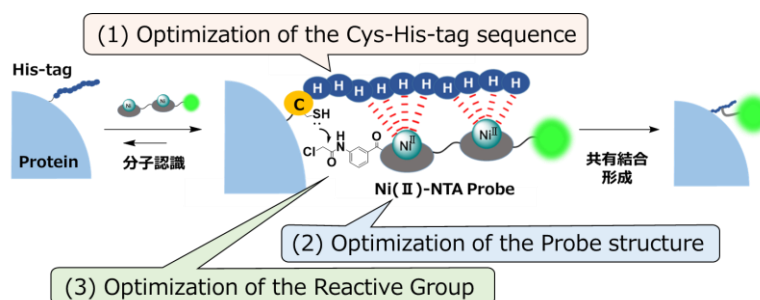 (1) Optimization of the Cys-His-tag sequence
His-tag
H H H H H H H H H H
Ni Ni
C
SH
Protein
分子認識
Cl
O
H
N
O
NiII
NiII
Ni(Ⅱ)-NTA Probe
共有結合
形成
(2) Optimization of the Probe structure
(3) Optimization of the Reactive Group